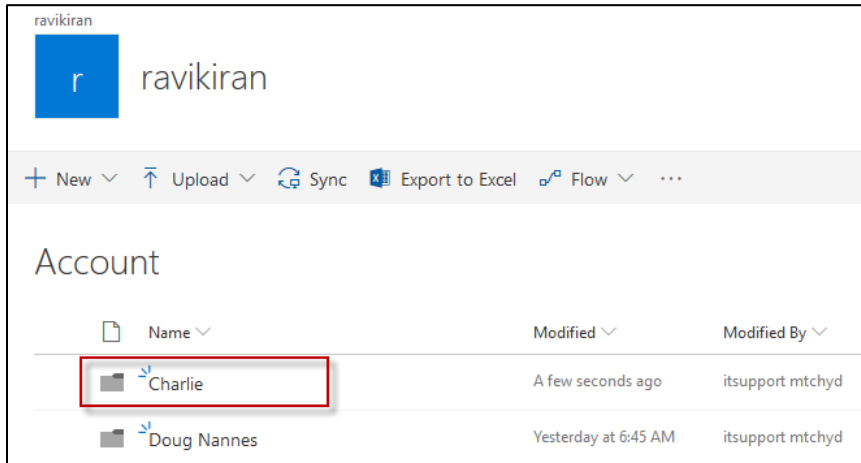 ravikiran
r
ravikiran
New Upload Sync Export to Excel Flow ...
Account
Name Modified Modified By
Charlie A few seconds ago itsupport mtchyd
Doug Nannes Yesterday at 6:45 AM itsupport mtchyd